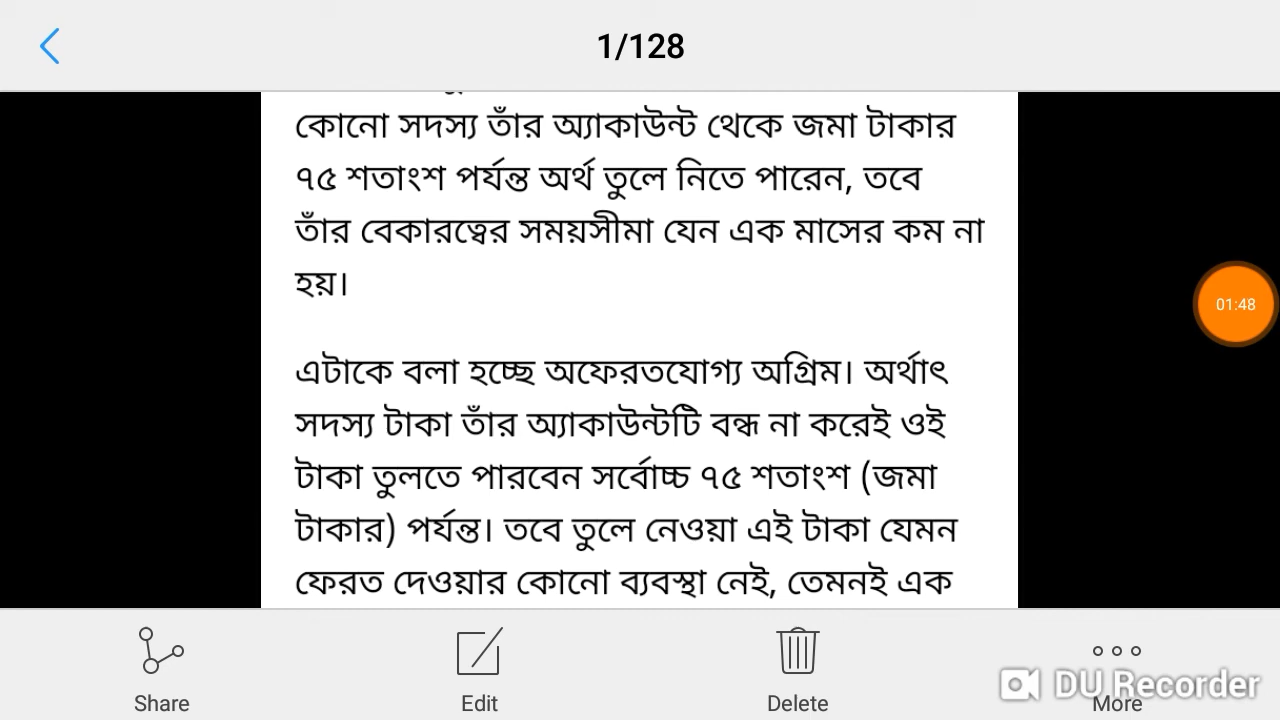 1/128
কোনো সদস্য তাঁর অ্যাকাউন্ট থেকে জমা টাকার
৭৫ শতাংশ পর্যন্ত অর্থ তুলে নিতে পারেন, তবে
তাঁর বেকারত্বের সময়সীমা যেন এক মাসের কম না
হয়।
01:48
এটাকে বলা হচ্ছে অফেরতযোগ্য অগ্রিম। অর্থাৎ
সদস্য টাকা তাঁর অ্যাকাউন্টটি বন্ধ না করেই ওই
টাকা তুলতে পারবেন সর্বোচ্চ ৭৫ শতাংশ (জমা
টাকার) পর্যন্ত। তবে তুলে নেওয়া এই টাকা যেমন
ফেরত দেওয়ার কোনো ব্যবস্থা নেই, তেমনই এক
DU Recorder
Share Edit Delete More